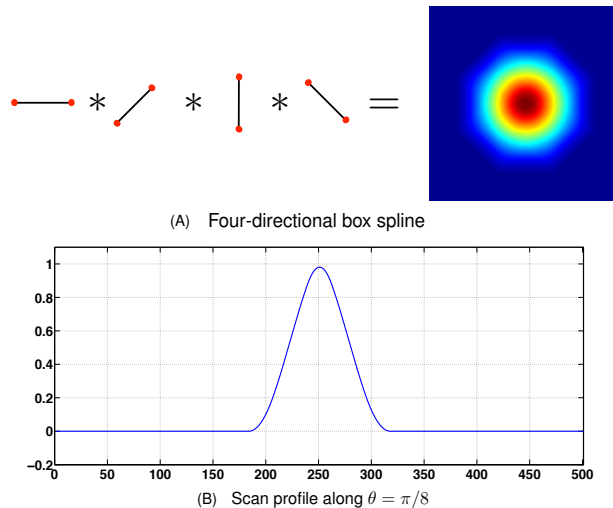 * * * =
(A) Four-directional box spline
1
0.8
0.6
0.4
0.2
0
−0.2
0 50 100 150 200 250 300 350 400 450 500
(B) Scan profile along θ = π/8